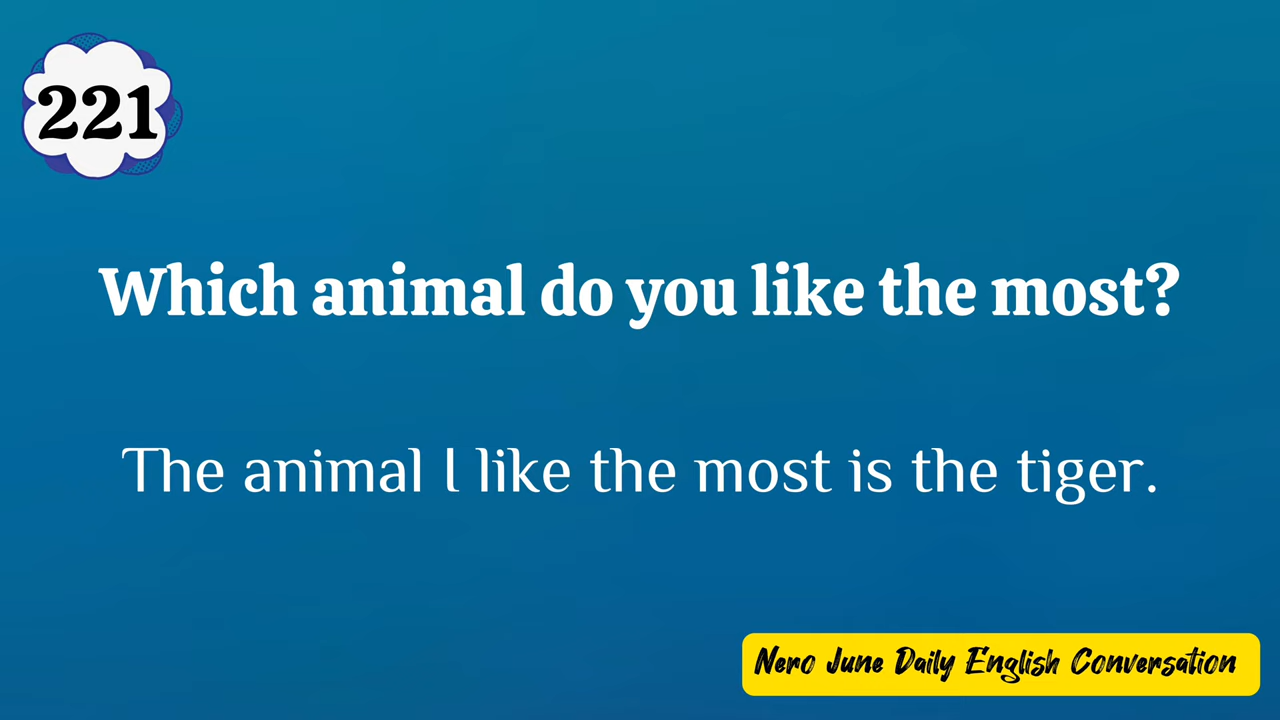 221
Which animal do you like the most?
The animal I like the most is the tiger.
Nero June Daily English Conversation